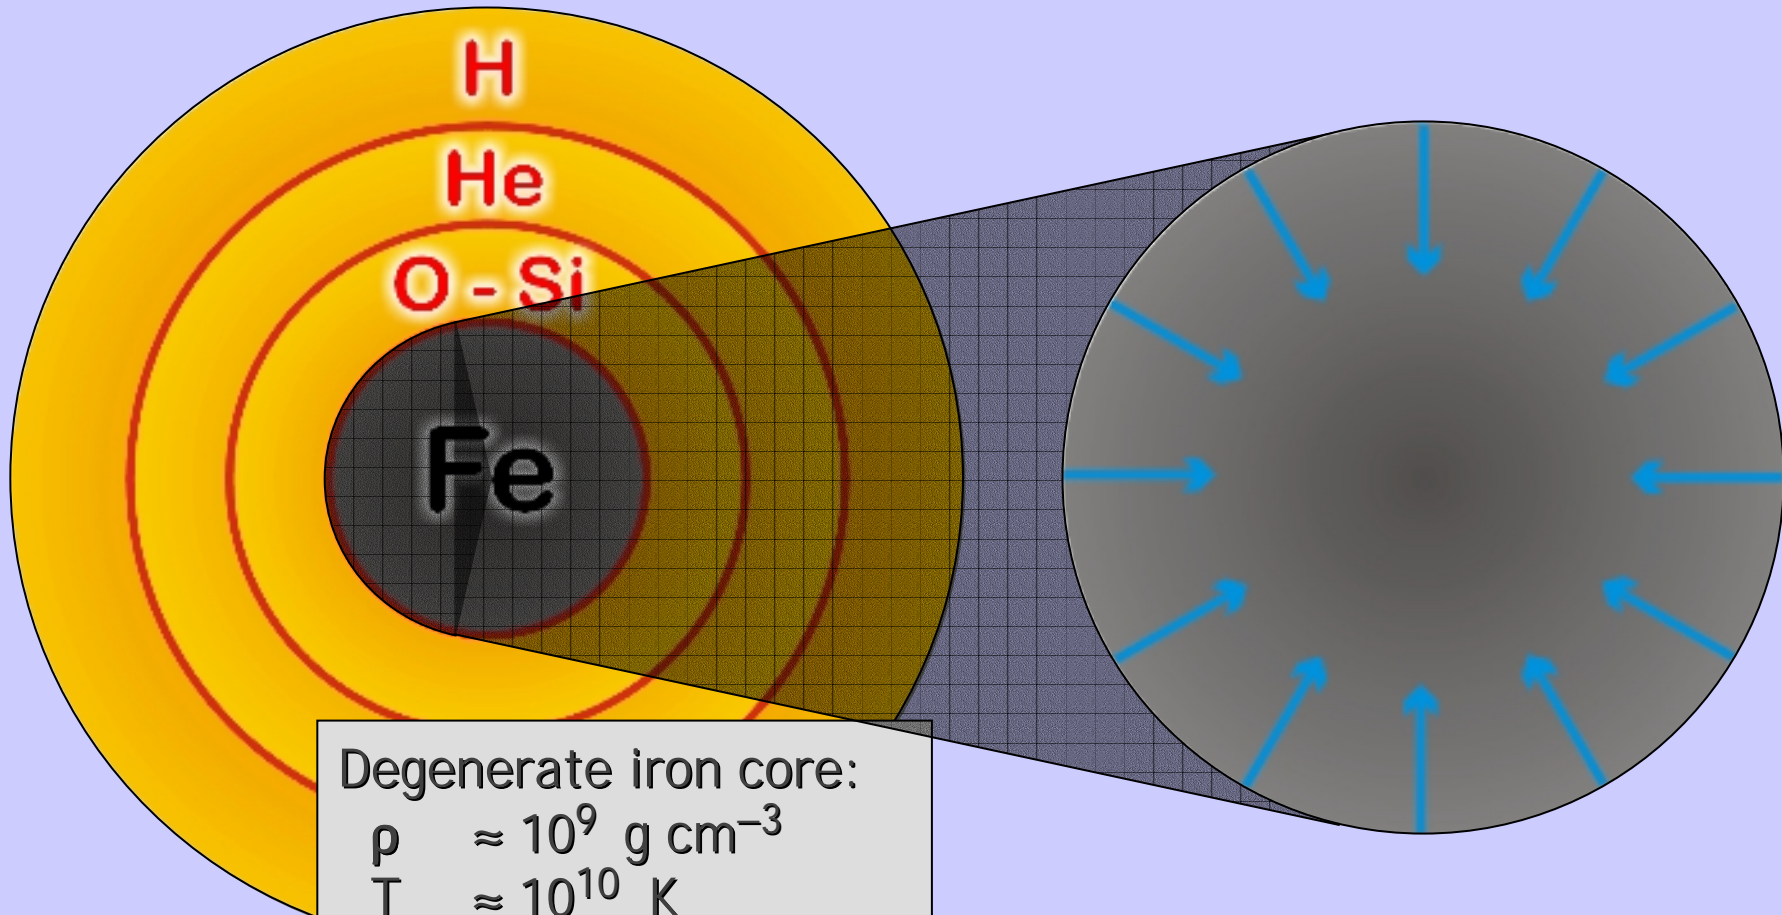 H
He
O - Si
Fe
Degenerate iron core:
ρ ≈ 10⁹ g cm⁻³
T ≈ 10¹⁰ K